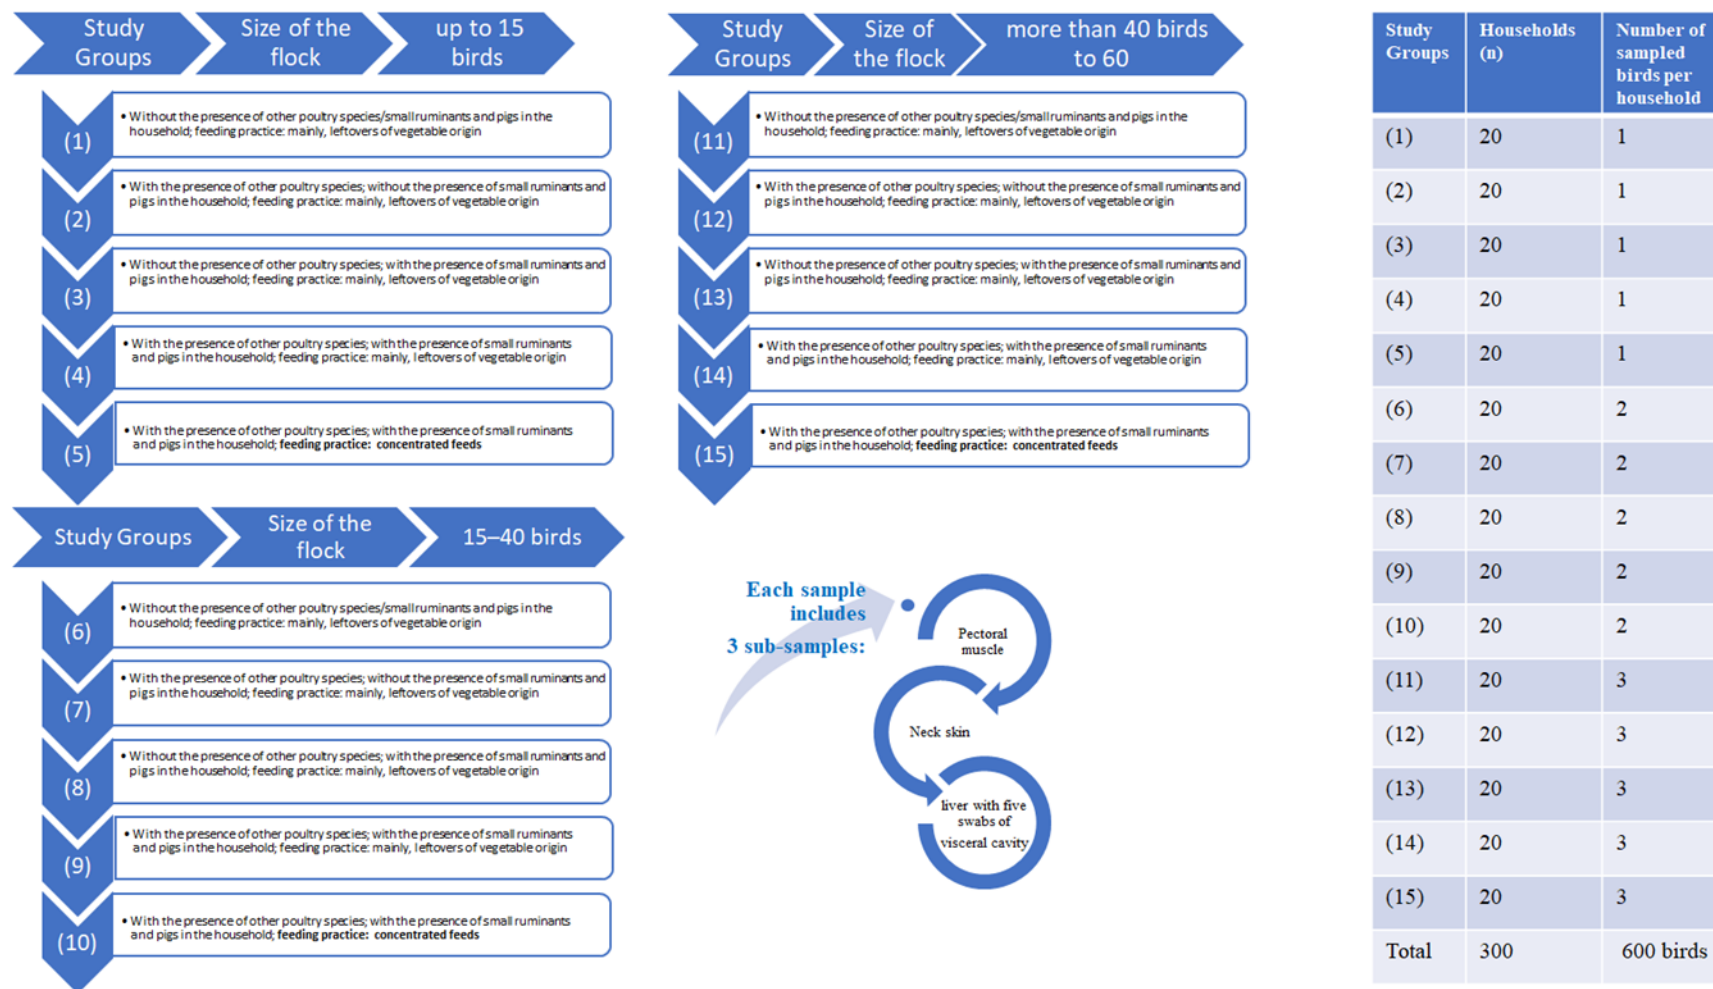 Study
Groups
Size of the
flock
up to 15
birds
(1)
• Without the presence of other poultry species/small ruminants and pigs in the
household; feeding practice: mainly, leftovers of vegetable origin
(2)
• With the presence of other poultry species; without the presence of small ruminants and
pigs in the household; feeding practice: mainly, leftovers of vegetable origin
(3)
• Without the presence of other poultry species; with the presence of small ruminants and
pigs in the household; feeding practice: mainly, leftovers of vegetable origin
(4)
• With the presence of other poultry species; with the presence of small ruminants
and pigs in the household; feeding practice: mainly, leftovers of vegetable origin
(5)
• With the presence of other poultry species; with the presence of small ruminants
and pigs in the household; feeding practice: concentrated feeds
Study Groups
Size of the
flock
15–40 birds
(6)
• Without the presence of other poultry species/small ruminants and pigs in the
household; feeding practice: mainly, leftovers of vegetable origin
(7)
• With the presence of other poultry species; without the presence of small ruminants and
pigs in the household; feeding practice: mainly, leftovers of vegetable origin
(8)
• Without the presence of other poultry species; with the presence of small ruminants and
pigs in the household; feeding practice: mainly, leftovers of vegetable origin
(9)
• With the presence of other poultry species; with the presence of small ruminants
and pigs in the household; feeding practice: mainly, leftovers of vegetable origin
(10)
• With the presence of other poultry species; with the presence of small ruminants
and pigs in the household; feeding practice: concentrated feeds
Study
Groups
Size of
the flock
more than 40 birds
to 60
(11)
• Without the presence of other poultry species/small ruminants and pigs in the
household; feeding practice: mainly, leftovers of vegetable origin
(12)
• With the presence of other poultry species; without the presence of small ruminants and
pigs in the household; feeding practice: mainly, leftovers of vegetable origin
(13)
• Without the presence of other poultry species; with the presence of small ruminants and
pigs in the household; feeding practice: mainly, leftovers of vegetable origin
(14)
• With the presence of other poultry species; with the presence of small ruminants
and pigs in the household; feeding practice: mainly, leftovers of vegetable origin
(15)
• With the presence of other poultry species; with the presence of small ruminants
and pigs in the household; feeding practice: concentrated feeds
Each sample
includes
3 sub-samples:
Pectoral
muscle
Neck skin
liver with five
swabs of
visceral cavity
Study
Groups
Households
(n)
Number of
sampled
birds per
household
(1) 20 1
(2) 20 1
(3) 20 1
(4) 20 1
(5) 20 1
(6) 20 2
(7) 20 2
(8) 20 2
(9) 20 2
(10) 20 2
(11) 20 3
(12) 20 3
(13) 20 3
(14) 20 3
(15) 20 3
Total 300 600 birds